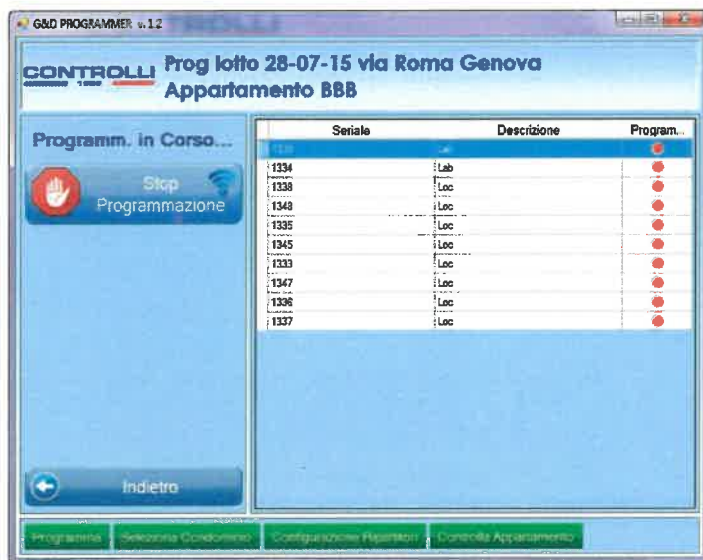 G&D PROGRAMMER v. 1.2
CONTROLLI
Prog lotto 28-07-15 via Roma Genova
Appartamento BBB
Programm. in Corso...
Stop
Programmazione
Indietro
Seriale Descrizione Program...
1334 Lab
1338 Loc
1348 Loc
1335 Loc
1345 Loc
1333 Loc
1347 Loc
1336 Loc
1337 Loc
Programma Seleziona Condominio Configurazione Ripetitori Controlla Appartamento